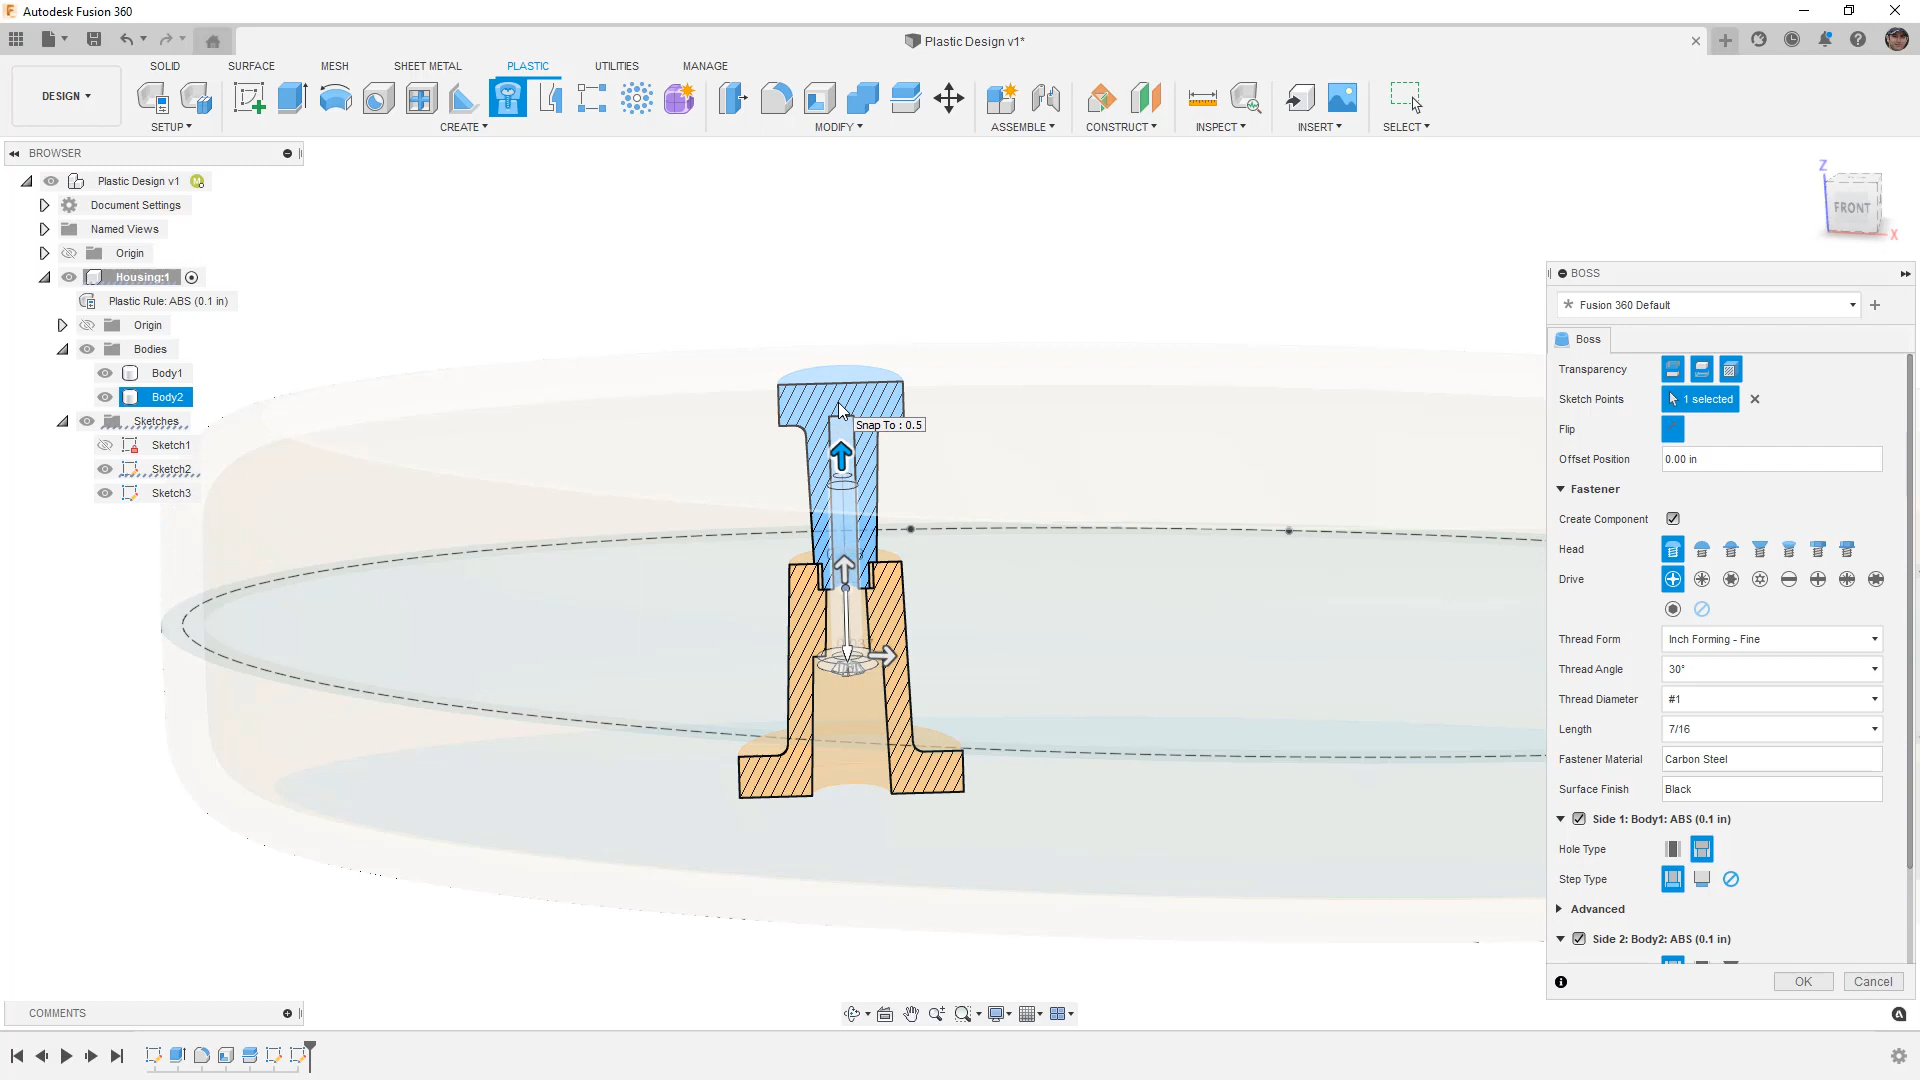 Autodesk Fusion 360
Plastic Design v1*
DESIGN
SOLID
SURFACE
MESH
SHEET METAL
PLASTIC
UTILITIES
MANAGE
SETUP
CREATE
MODIFY
ASSEMBLE
CONSTRUCT
INSPECT
INSERT
SELECT
BROWSER
Plastic Design v1
M
Document Settings
Named Views
Origin
Housing:1
Plastic Rule: ABS (0.1 in)
Origin
Bodies
Body1
Body2
Sketches
Sketch1
Sketch2
Sketch3
Snap To : 0.5
Z
FRONT
X
BOSS
Fusion 360 Default
Boss
Transparency
Sketch Points
1 selected
Flip
Offset Position
0.00 in
Fastener
Create Component
Head
Drive
Thread Form
Inch Forming - Fine
Thread Angle
30°
Thread Diameter
#1
Length
7/16
Fastener Material
Carbon Steel
Surface Finish
Black
Side 1: Body1: ABS (0.1 in)
Hole Type
Step Type
Advanced
Side 2: Body2: ABS (0.1 in)
OK
Cancel
COMMENTS